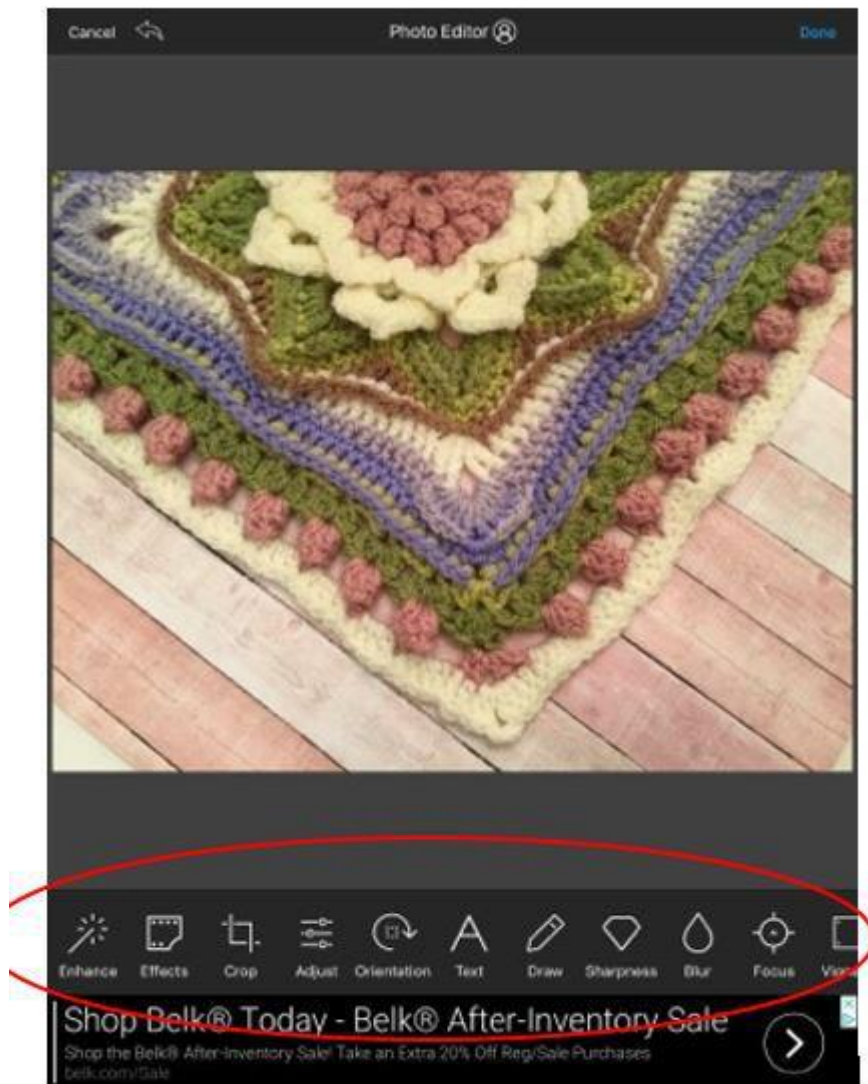 Cancel Photo Editor Done
Enhance Effects Crop Adjust Orientation Text Draw Sharpness Blur Focus
Shop Belk® Today - Belk® After-Inventory Sale
Shop the Belk® After-Inventory Sale! Take an Extra 20% Off Reg/Sale Purchases
belk.com/Sale